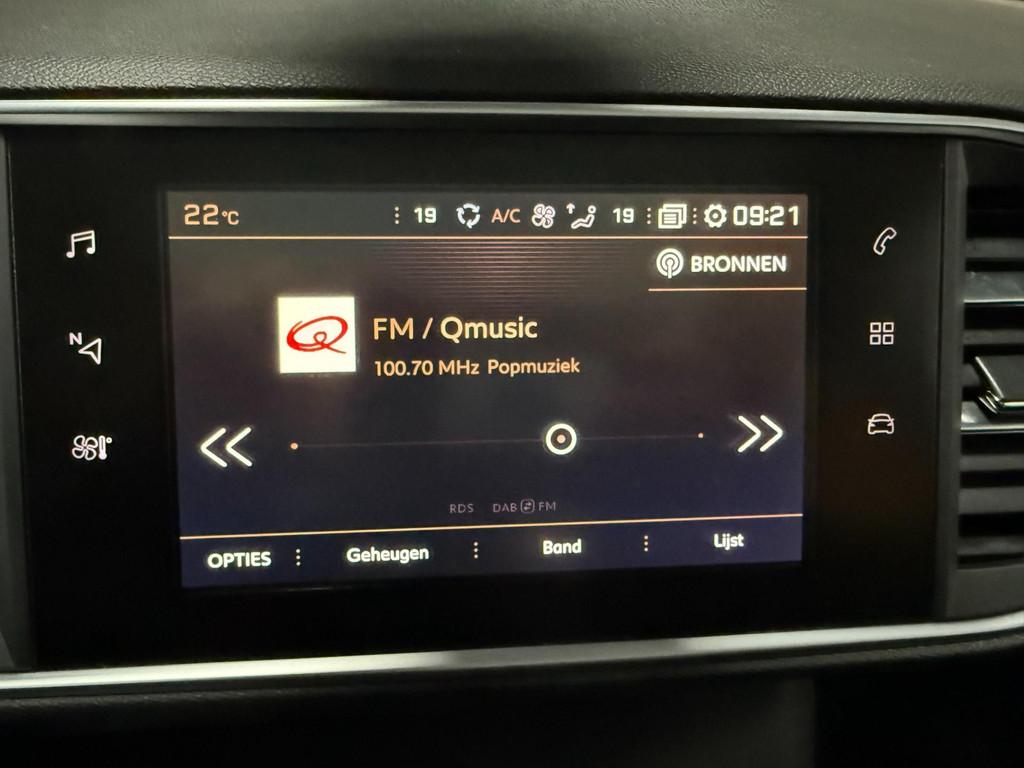 22°C 19 A/C 19 09:21
BRONNEN
FM / Qmusic
100.70 MHz Popmuziek
N
RDS DAB FM
OPTIES Geheugen Band Lijst